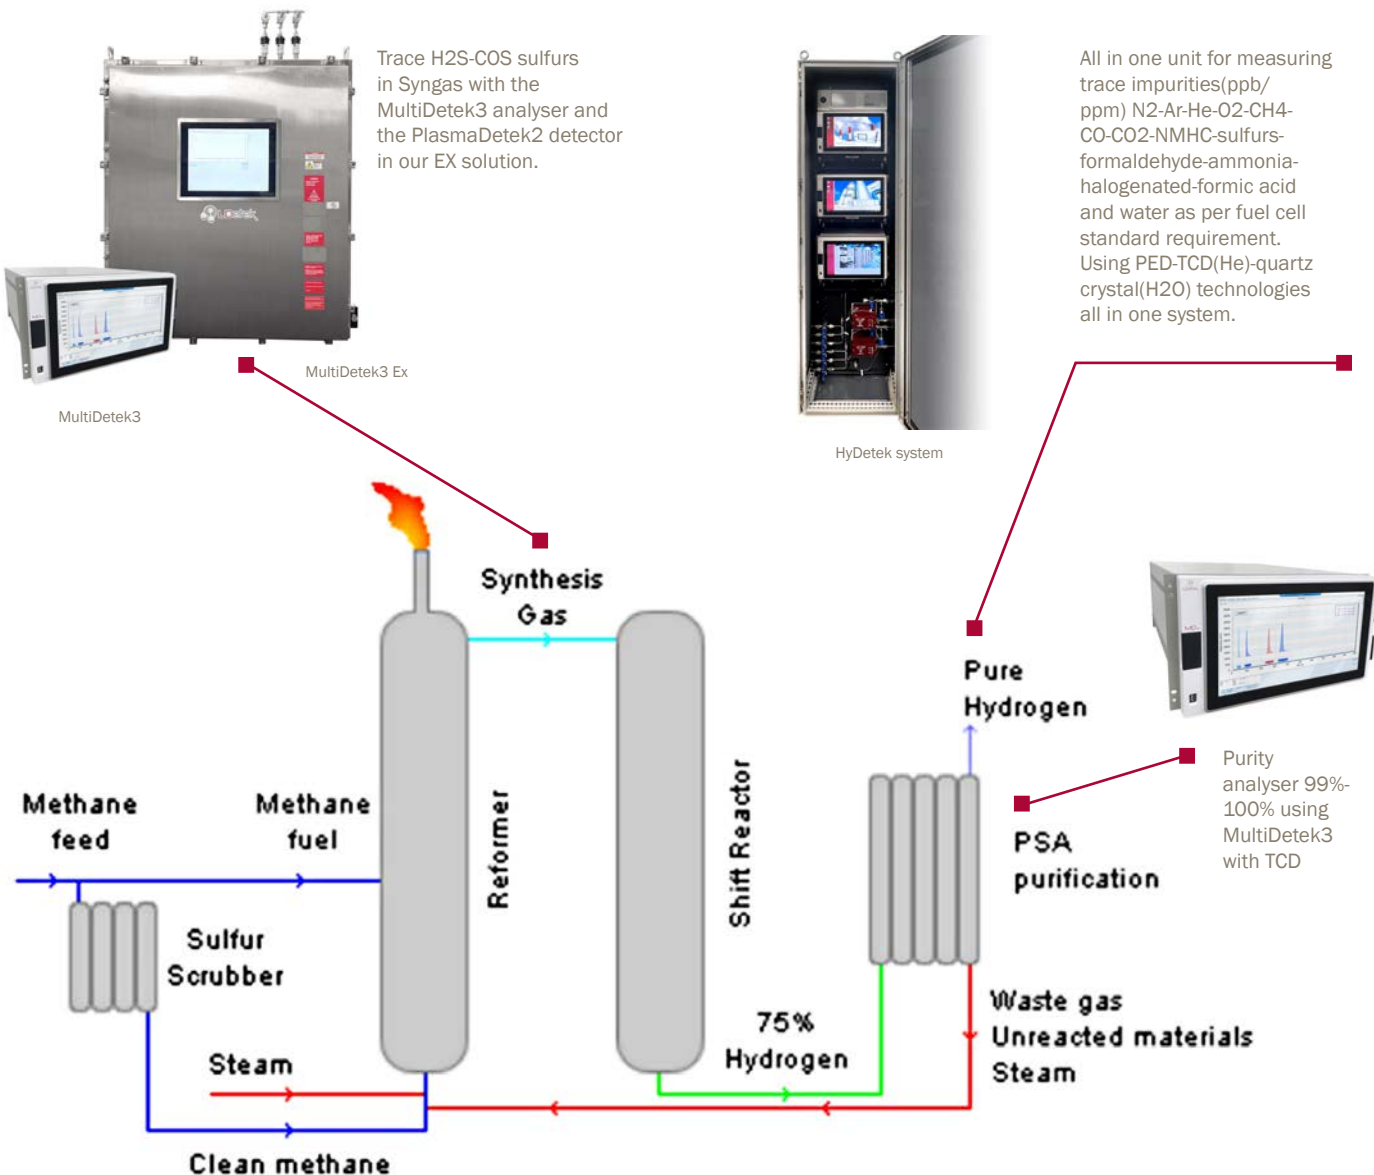 Trace H2S-COS sulfurs
in Syngas with the
MultiDetek3 analyser and
the PlasmaDetek2 detector
in our EX solution.
All in one unit for measuring
trace impurities(ppb/
ppm) N2-Ar-He-O2-CH4-
CO-CO2-NMHC-sulfurs-
formaldehyde-ammonia-
halogenated-formic acid
and water as per fuel cell
standard requirement.
Using PED-TCD(He)-quartz
crystal(H2O) technologies
all in one system.
MultiDetek3 Ex
MultiDetek3
HyDetek system
Synthesis
Gas
Pure
Hydrogen
Purity
analyser 99%-
100% using
MultiDetek3
with TCD
Methane
feed
Methane
fuel
Reformer
Shift Reactor
PSA
purification
Sulfur
Scrubber
75%
Hydrogen
Waste gas
Unreacted materials
Steam
Steam
Clean methane